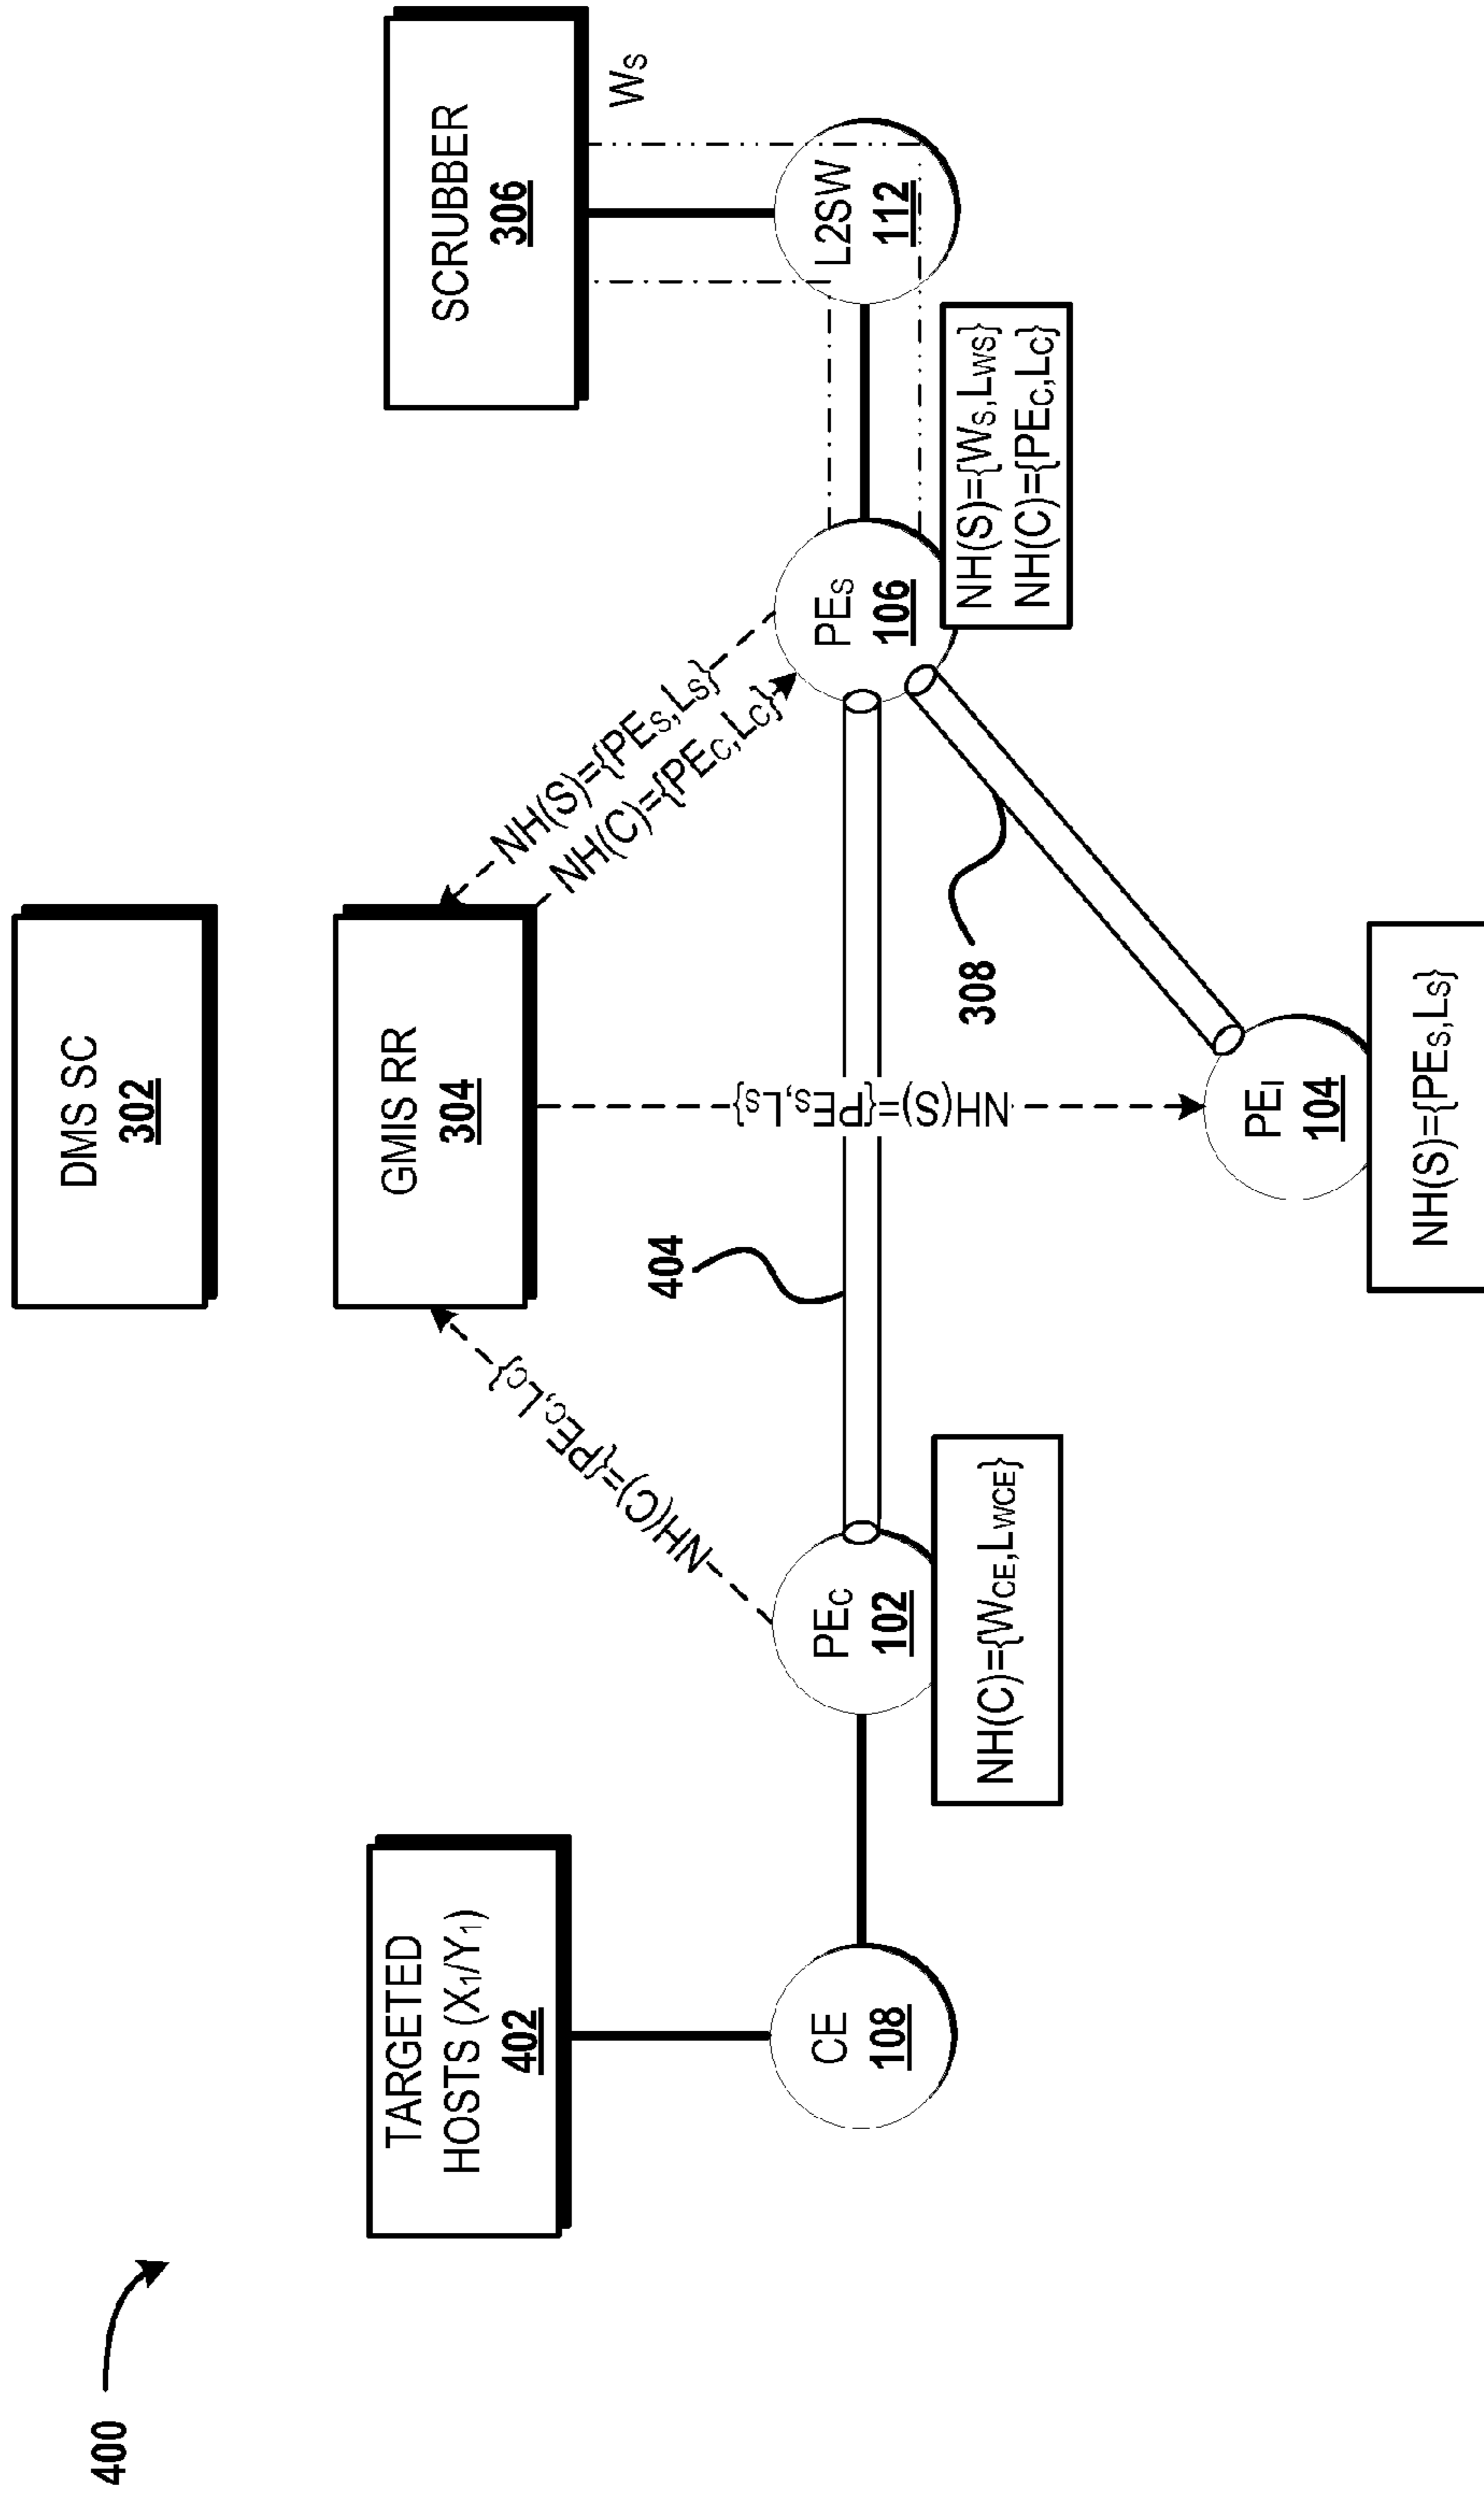 400
DMS SC
302
GMIS RR
304
TARGETED
HOSTS (X1/Y1)
402
SCRUBBER
306
WS
NH(C)={PEC,LC}
NH(S)={PES,LS}
NH(C)={PEC,LC}
404
NH(S)={PES,LS}
CE
108
PEC
102
PES
106
L2SW
112
NH(C)={WCE,LWCE}
308
NH(S)={WS,LWS}
NH(C)={PEC,LC}
PEI
104
NH(S)={PES,LS}